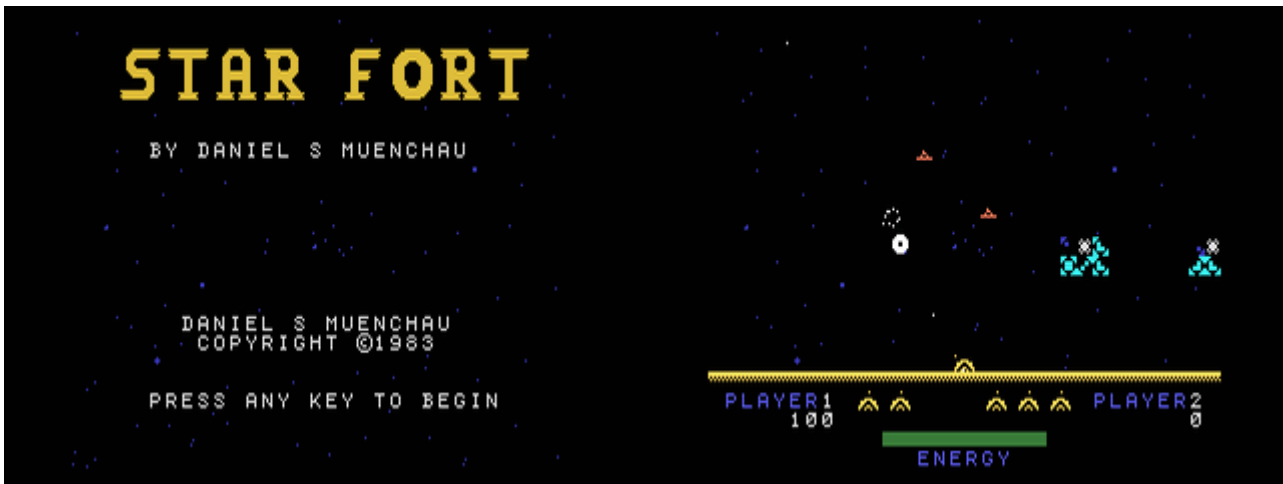 STAR FORT
BY DANIEL S MUENCHAU
DANIEL S MUENCHAU
COPYRIGHT ©1983
PRESS ANY KEY TO BEGIN
PLAYER1 PLAYER2
100 0
ENERGY